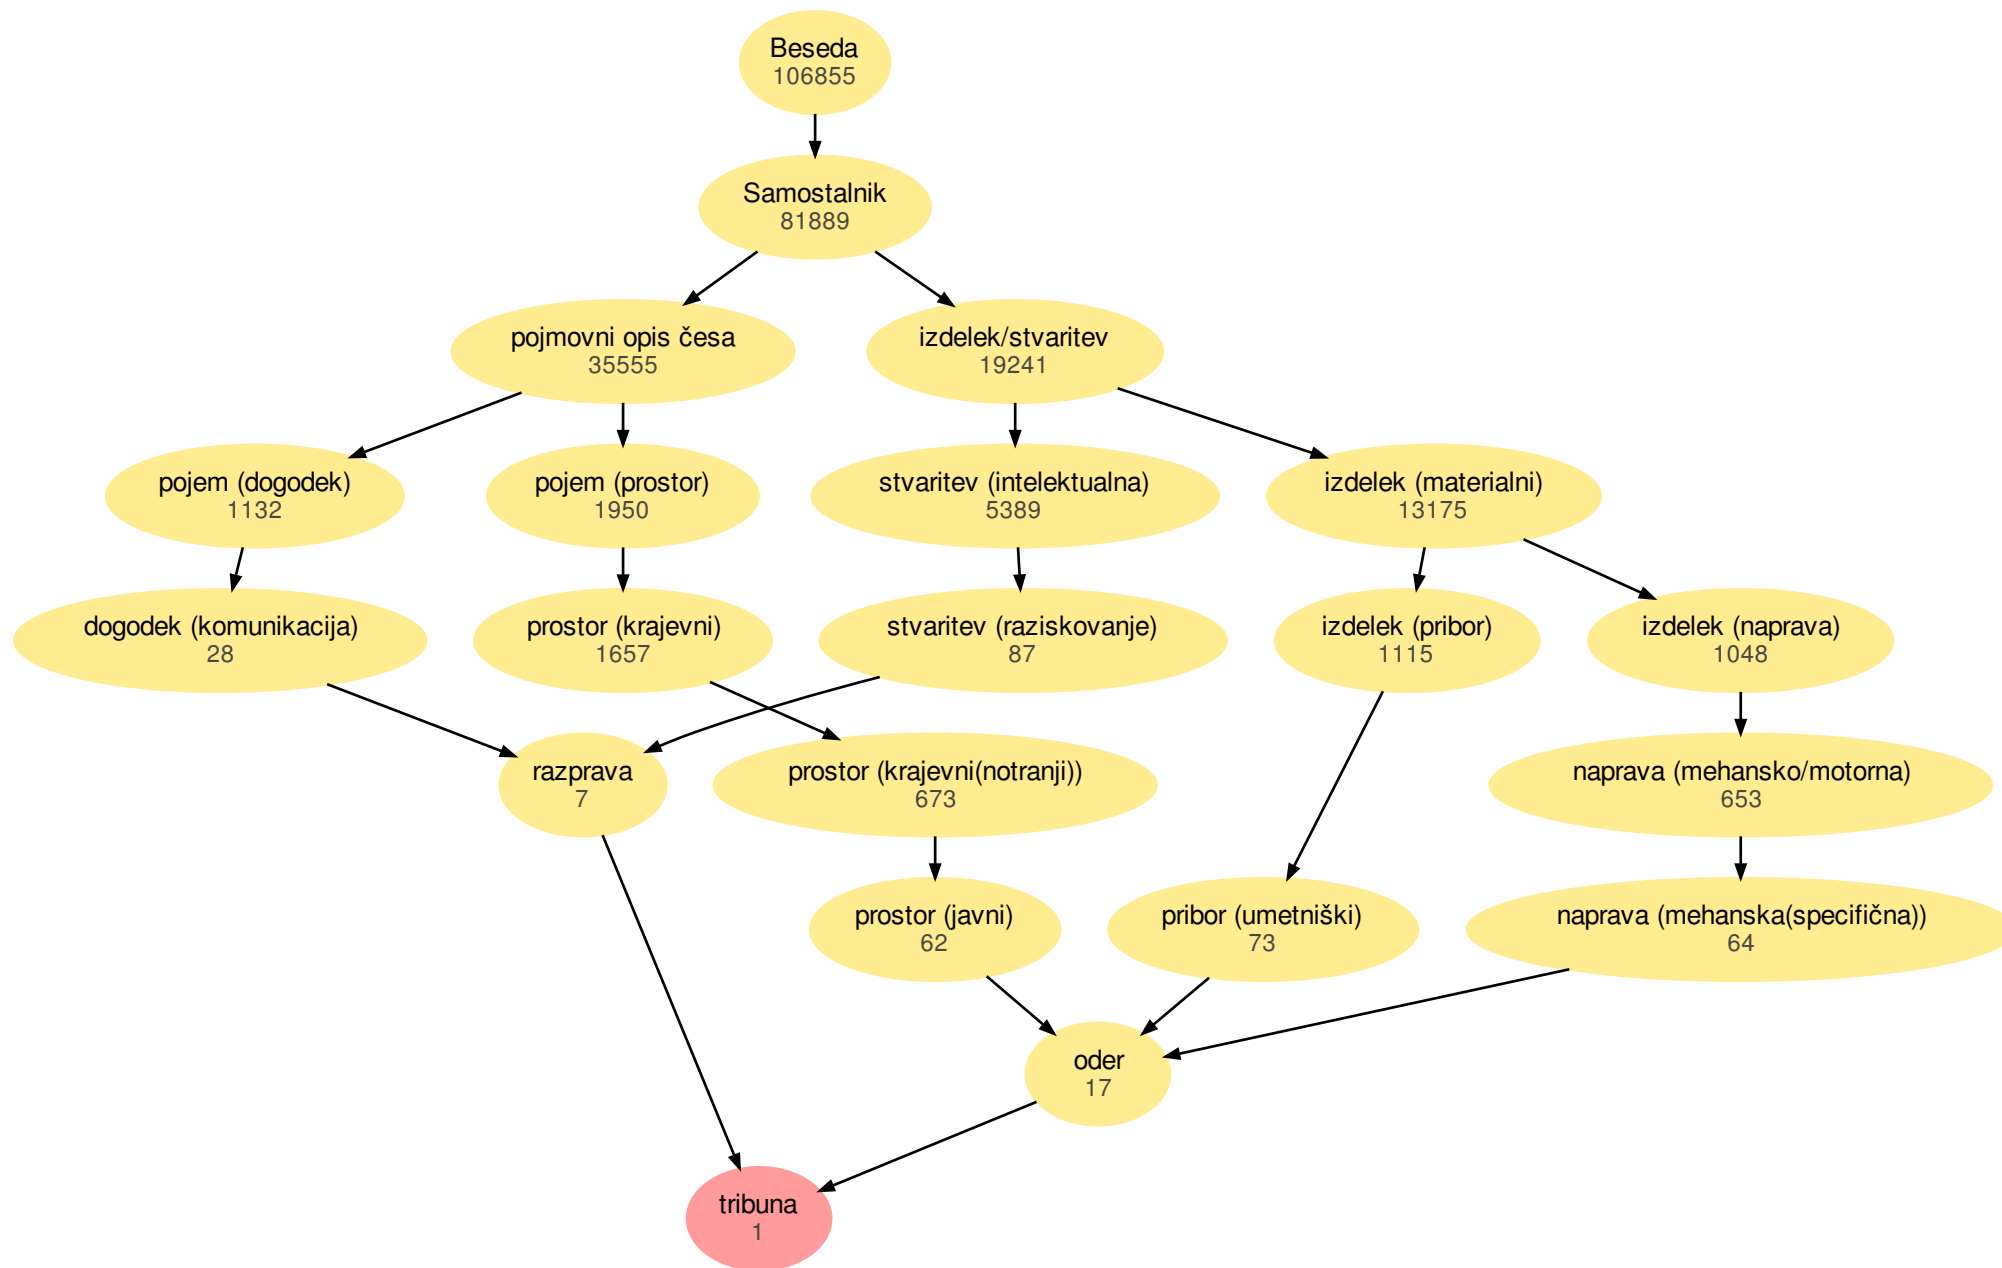 Beseda
106855
Samostalnik
81889
pojmovni opis česa
35555
izdelek/stvaritev
19241
pojem (dogodek)
1132
pojem (prostor)
1950
stvaritev (intelektualna)
5389
izdelek (materialni)
13175
dogodek (komunikacija)
28
prostor (krajevni)
1657
stvaritev (raziskovanje)
87
izdelek (pribor)
1115
izdelek (naprava)
1048
razprava
7
prostor (krajevni(notranji))
673
naprava (mehansko/motorna)
653
prostor (javni)
62
pribor (umetniški)
73
naprava (mehanska(specifična))
64
oder
17
tribuna
1